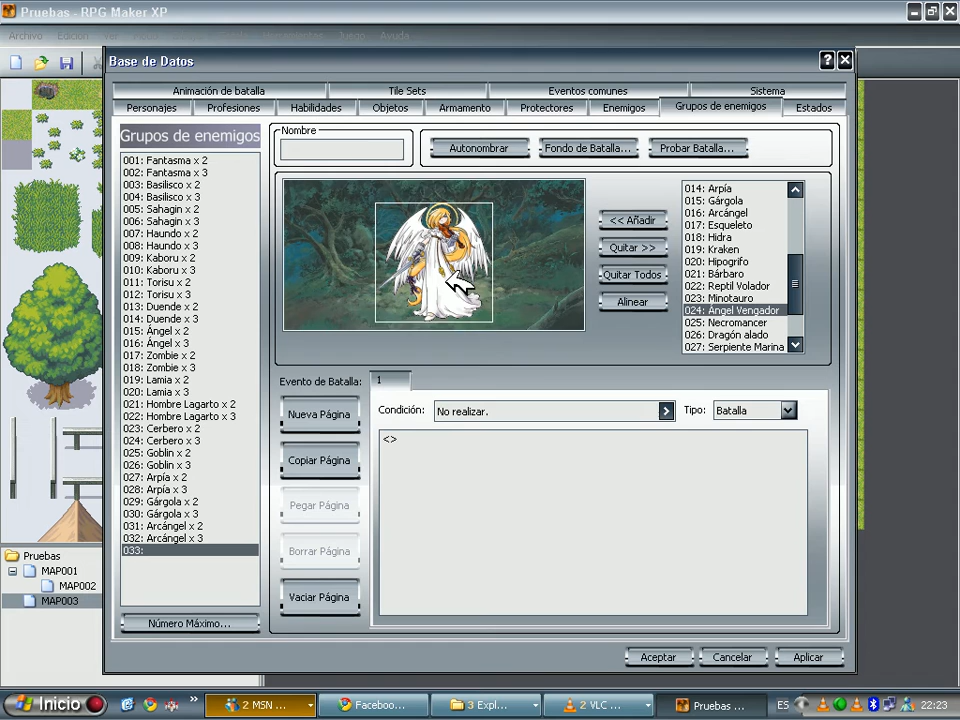 Pruebas - RPG Maker XP
Archivo Edición Ver Juego Ayuda
Base de Datos
Animación de batalla Tile Sets Eventos comunes Sistema
Personajes Profesiones Habilidades Objetos Armamento Protectores Enemigos Grupos de enemigos Estados
Grupos de enemigos
001: Fantasma x 2
002: Fantasma x 3
003: Basilisco x 2
004: Basilisco x 3
005: Sahagin x 2
006: Sahagin x 3
007: Haundo x 2
008: Haundo x 3
009: Kaboru x 2
010: Kaboru x 3
011: Torisu x 2
012: Torisu x 3
013: Duende x 2
014: Duende x 3
015: Ángel x 2
016: Ángel x 3
017: Zombie x 2
018: Zombie x 3
019: Lamia x 2
020: Lamia x 3
021: Hombre Lagarto x 2
022: Hombre Lagarto x 3
023: Cerbero x 2
024: Cerbero x 3
025: Goblin x 2
026: Goblin x 3
027: Arpía x 2
028: Arpía x 3
029: Gárgola x 2
030: Gárgola x 3
031: Arcángel x 2
032: Arcángel x 3
033:
Número Máximo...
Nombre
Autonombrar Fondo de Batalla... Probar Batalla...
<< Añadir
Quitar >>
Quitar Todos
Alinear
014: Arpía
015: Gárgola
016: Arcángel
017: Esqueleto
018: Hidra
019: Kraken
020: Hipogrifo
021: Bárbaro
022: Reptil Volador
023: Minotauro
024: Ángel Vengador
025: Necromancer
026: Dragón alado
027: Serpiente Marina
Evento de Batalla: 1
Nueva Página
Copiar Página
Pegar Página
Borrar Página
Vaciar Página
Condición: No realizar. Tipo: Batalla
<>
Aceptar Cancelar Aplicar
Pruebas
MAP001
MAP002
MAP003
Inicio » 2 MSN ... Faceboo... 3 Expl... 2 VLC ... Pruebas ... ES 22:23